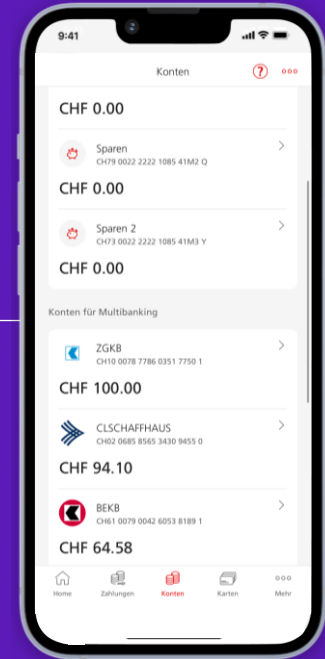 9:41
Konten
?
CHF 0.00
Sparen
CH79 0022 2222 1085 41M2 Q
CHF 0.00
Sparen 2
CH73 0022 2222 1085 41M3 Y
CHF 0.00
Konten für Multibanking
ZGKB
CH10 0078 7786 0351 7750 1
CHF 100.00
CLSCHAFFHAUS
CH02 0685 8565 3430 9455 0
CHF 94.10
BEKB
CH61 0079 0042 6053 8189 1
CHF 64.58
Home Zahlungen Konten Karten Mehr